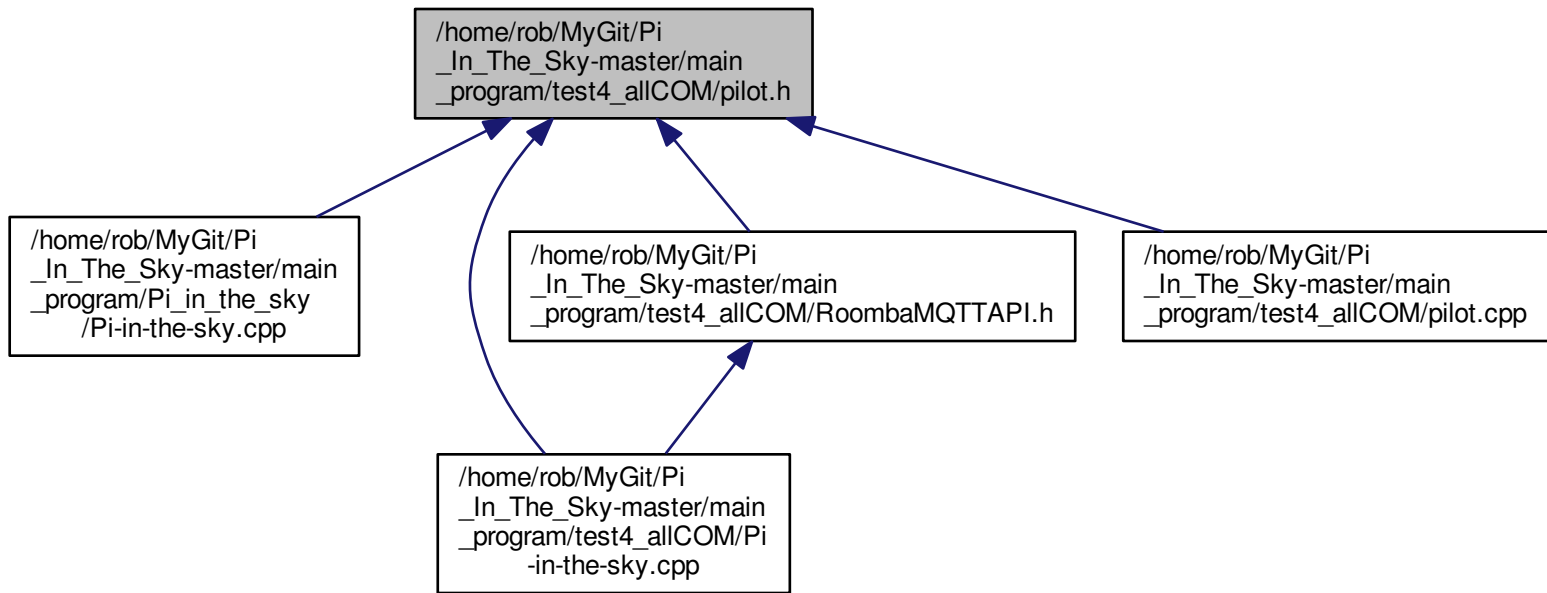 /home/rob/MyGit/Pi
_In_The_Sky-master/main
_program/test4_allCOM/pilot.h
/home/rob/MyGit/Pi
_In_The_Sky-master/main
_program/Pi_in_the_sky
/Pi-in-the-sky.cpp
/home/rob/MyGit/Pi
_In_The_Sky-master/main
_program/test4_allCOM/RoombaMQTTAPI.h
/home/rob/MyGit/Pi
_In_The_Sky-master/main
_program/test4_allCOM/pilot.cpp
/home/rob/MyGit/Pi
_In_The_Sky-master/main
_program/test4_allCOM/Pi
-in-the-sky.cpp